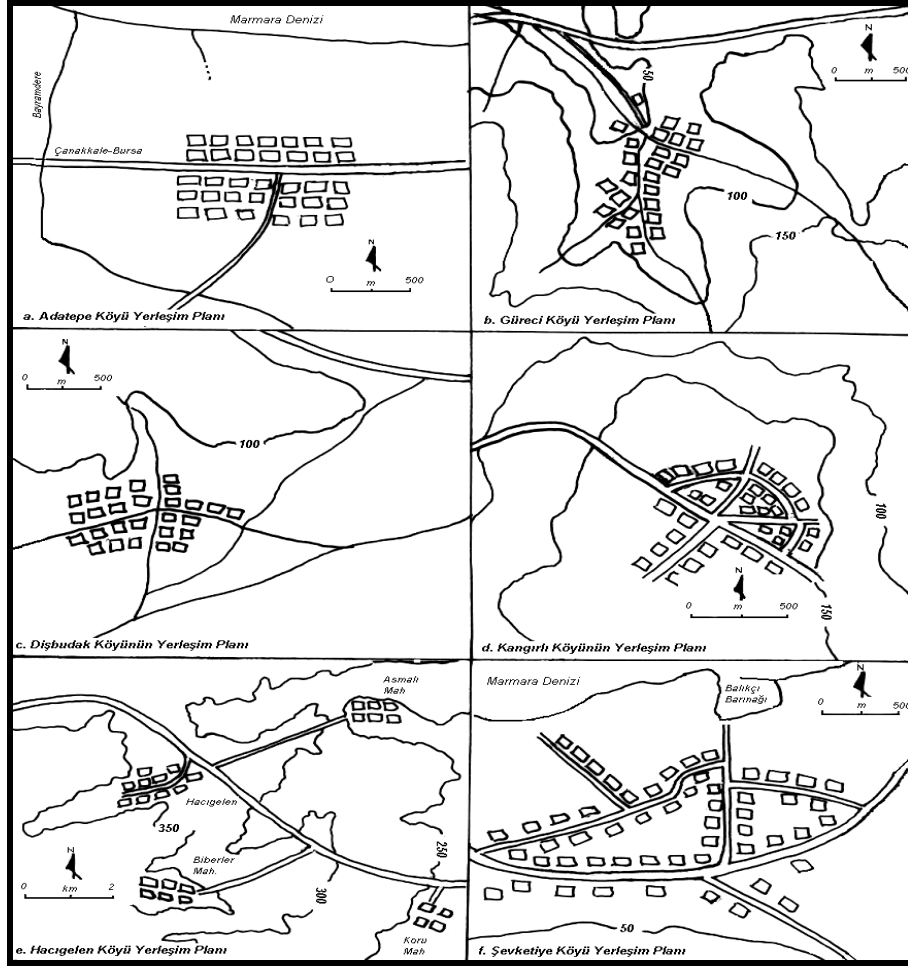 Marmara Denizi
Bayramdere
Çanakkale-Bursa
N
O m 500
a. Adatepe Köyü Yerleşim Planı
N
0 m 500
50
100
150
b. Güreci Köyü Yerleşim Planı
N
0 m 500
100
c. Dişbudak Köyünün Yerleşim Planı
100
N
0 m 500
150
d. Kangırlı Köyünün Yerleşim Planı
Asmalı
Mah
Hacıgelen
350
Biberler
Mah.
N
0 km 2
300
250
Koru
Mah
e. Hacıgelen Köyü Yerleşim Planı
Marmara Denizi
Balıkçı
Barınağı
N
0 m 500
50
f. Şevketiye Köyü Yerleşim Planı